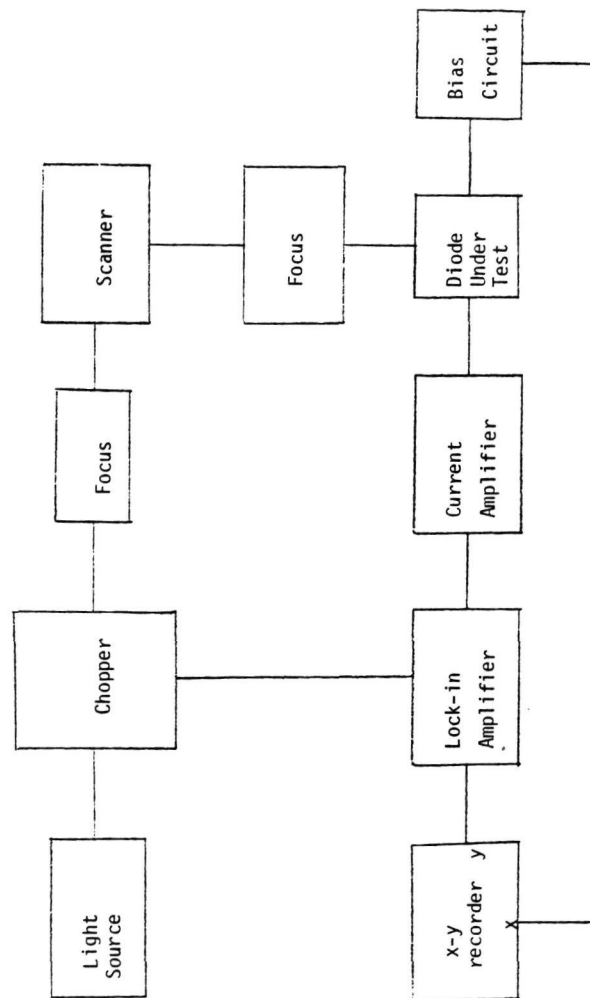 Light
Source
Chopper
Focus
Scanner
Focus
x-y
recorder y
x
Lock-in
Amplifier
Current
Amplifier
Diode
Under
Test
Bias
Circuit